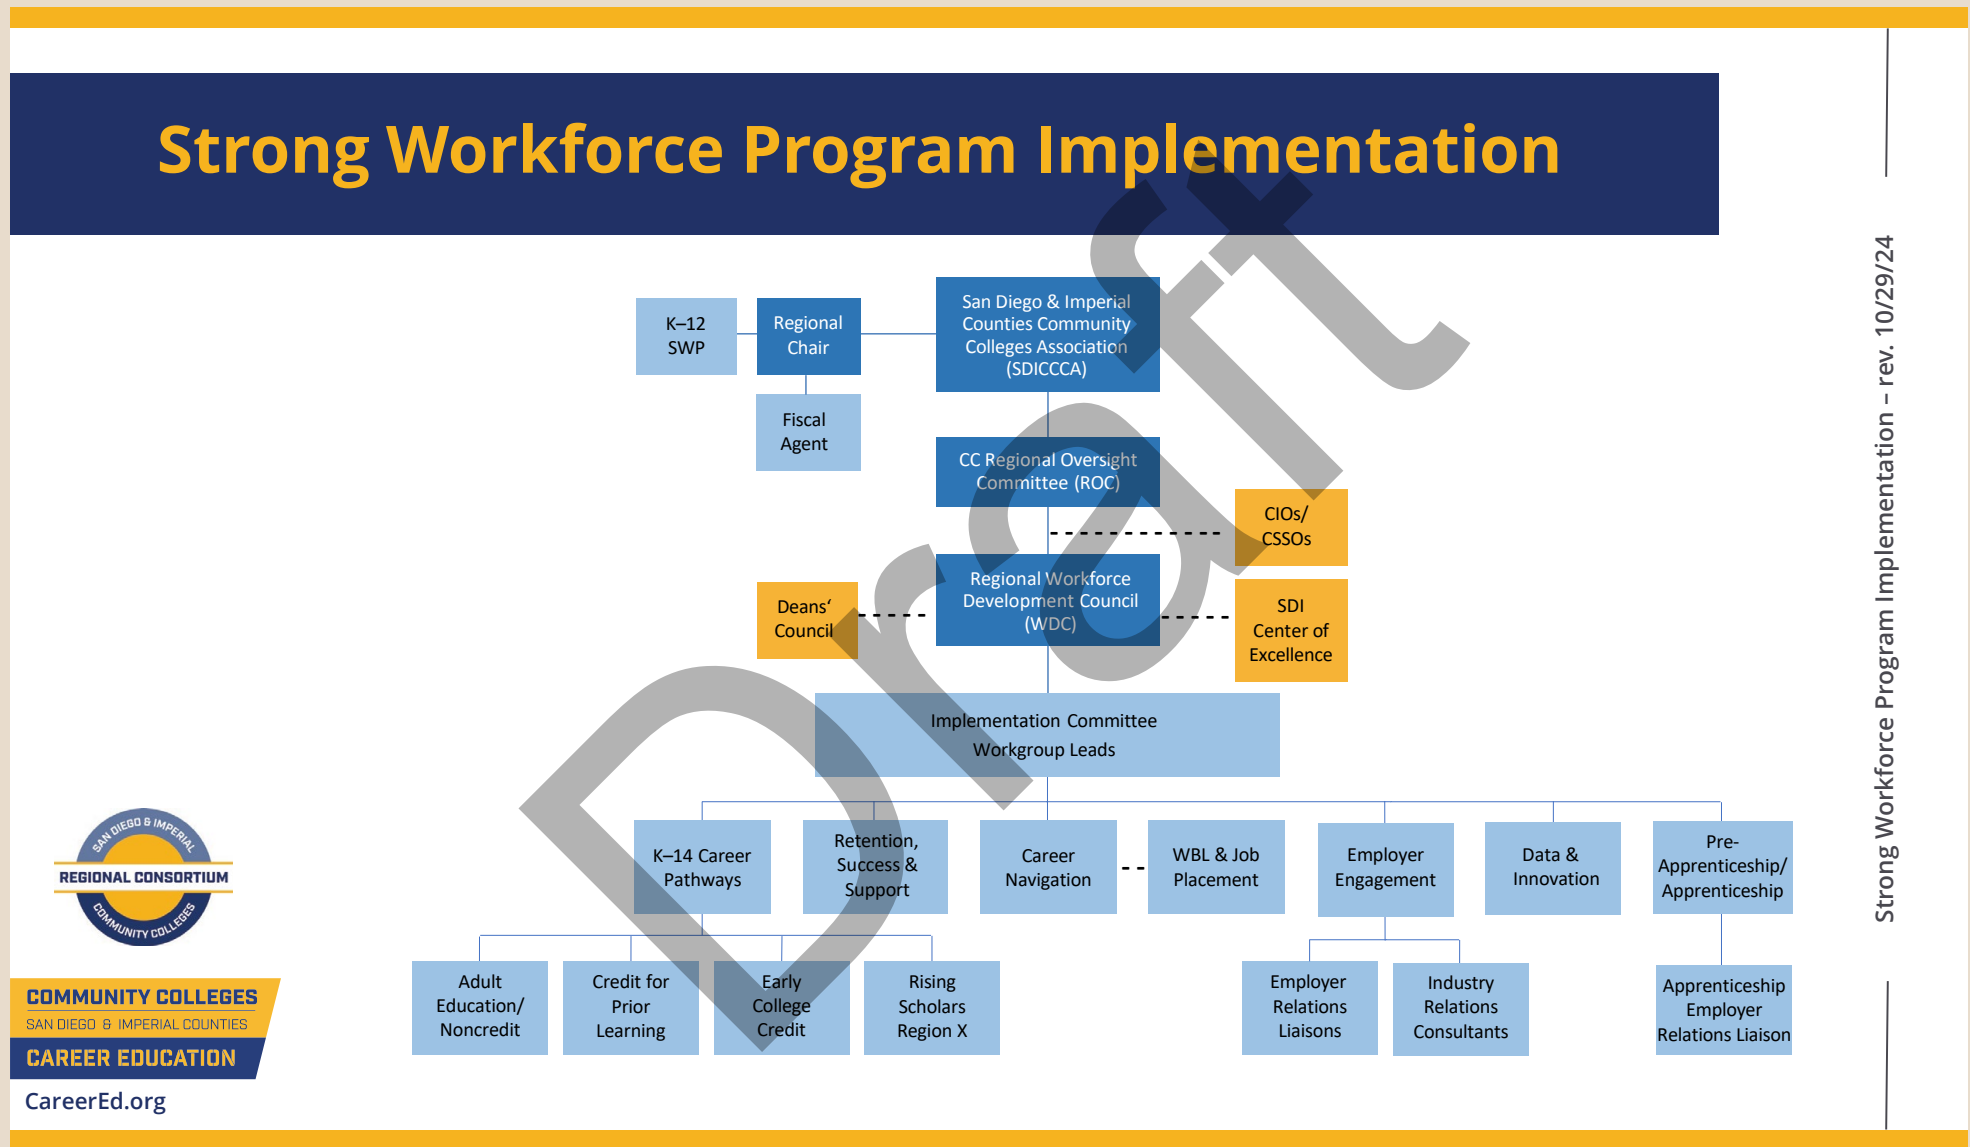 Strong Workforce Program Implementation
K–12
SWP
Regional
Chair
San Diego & Imperial
Counties Community
Colleges Association
(SDICCCA)
Fiscal
Agent
CC Regional Oversight
Committee (ROC)
CIOs/
CSSOs
Regional Workforce
Development Council
(WDC)
Deans‘
Council
SDI
Center of
Excellence
Implementation Committee
Workgroup Leads
K–14 Career
Pathways
Retention,
Success &
Support
Career
Navigation
WBL & Job
Placement
Employer
Engagement
Data &
Innovation
Pre-
Apprenticeship/
Apprenticeship
Adult
Education/
Noncredit
Credit for
Prior
Learning
Early
College
Credit
Rising
Scholars
Region X
Employer
Relations
Liaisons
Industry
Relations
Consultants
Apprenticeship
Employer
Relations Liaison
Draft
SAN DIEGO & IMPERIAL
REGIONAL CONSORTIUM
COMMUNITY COLLEGES
COMMUNITY COLLEGES
SAN DIEGO & IMPERIAL COUNTIES
CAREER EDUCATION
CareerEd.org
Strong Workforce Program Implementation – rev. 10/29/24